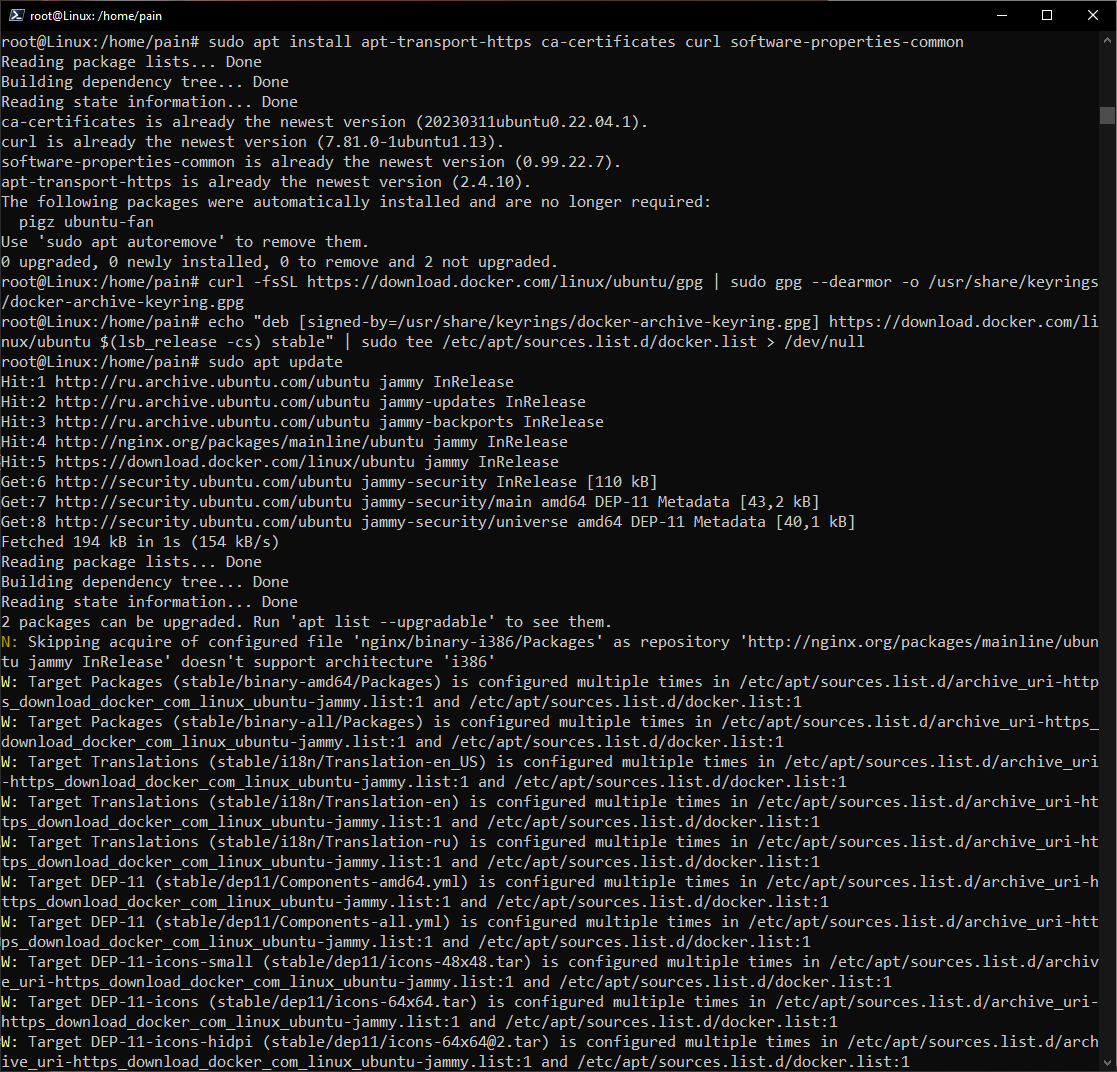 root@Linux: /home/pain
root@Linux:/home/pain# sudo apt install apt-transport-https ca-certificates curl software-properties-common
Reading package lists... Done
Building dependency tree... Done
Reading state information... Done
ca-certificates is already the newest version (20230311ubuntu0.22.04.1).
curl is already the newest version (7.81.0-1ubuntu1.13).
software-properties-common is already the newest version (0.99.22.7).
apt-transport-https is already the newest version (2.4.10).
The following packages were automatically installed and are no longer required:
  pigz ubuntu-fan
Use 'sudo apt autoremove' to remove them.
0 upgraded, 0 newly installed, 0 to remove and 2 not upgraded.
root@Linux:/home/pain# curl -fsSL https://download.docker.com/linux/ubuntu/gpg | sudo gpg --dearmor -o /usr/share/keyrings
/docker-archive-keyring.gpg
root@Linux:/home/pain# echo "deb [signed-by=/usr/share/keyrings/docker-archive-keyring.gpg] https://download.docker.com/li
nux/ubuntu $(lsb_release -cs) stable" | sudo tee /etc/apt/sources.list.d/docker.list > /dev/null
root@Linux:/home/pain# sudo apt update
Hit:1 http://ru.archive.ubuntu.com/ubuntu jammy InRelease
Hit:2 http://ru.archive.ubuntu.com/ubuntu jammy-updates InRelease
Hit:3 http://ru.archive.ubuntu.com/ubuntu jammy-backports InRelease
Hit:4 http://nginx.org/packages/mainline/ubuntu jammy InRelease
Hit:5 https://download.docker.com/linux/ubuntu jammy InRelease
Get:6 http://security.ubuntu.com/ubuntu jammy-security InRelease [110 kB]
Get:7 http://security.ubuntu.com/ubuntu jammy-security/main amd64 DEP-11 Metadata [43,2 kB]
Get:8 http://security.ubuntu.com/ubuntu jammy-security/universe amd64 DEP-11 Metadata [40,1 kB]
Fetched 194 kB in 1s (154 kB/s)
Reading package lists... Done
Building dependency tree... Done
Reading state information... Done
2 packages can be upgraded. Run 'apt list --upgradable' to see them.
N: Skipping acquire of configured file 'nginx/binary-i386/Packages' as repository 'http://nginx.org/packages/mainline/ubun
tu jammy InRelease' doesn't support architecture 'i386'
W: Target Packages (stable/binary-amd64/Packages) is configured multiple times in /etc/apt/sources.list.d/archive_uri-http
s_download_docker_com_linux_ubuntu-jammy.list:1 and /etc/apt/sources.list.d/docker.list:1
W: Target Packages (stable/binary-all/Packages) is configured multiple times in /etc/apt/sources.list.d/archive_uri-https_
download_docker_com_linux_ubuntu-jammy.list:1 and /etc/apt/sources.list.d/docker.list:1
W: Target Translations (stable/i18n/Translation-en_US) is configured multiple times in /etc/apt/sources.list.d/archive_uri
-https_download_docker_com_linux_ubuntu-jammy.list:1 and /etc/apt/sources.list.d/docker.list:1
W: Target Translations (stable/i18n/Translation-en) is configured multiple times in /etc/apt/sources.list.d/archive_uri-ht
tps_download_docker_com_linux_ubuntu-jammy.list:1 and /etc/apt/sources.list.d/docker.list:1
W: Target Translations (stable/i18n/Translation-ru) is configured multiple times in /etc/apt/sources.list.d/archive_uri-ht
tps_download_docker_com_linux_ubuntu-jammy.list:1 and /etc/apt/sources.list.d/docker.list:1
W: Target DEP-11 (stable/dep11/Components-amd64.yml) is configured multiple times in /etc/apt/sources.list.d/archive_uri-h
ttps_download_docker_com_linux_ubuntu-jammy.list:1 and /etc/apt/sources.list.d/docker.list:1
W: Target DEP-11 (stable/dep11/Components-all.yml) is configured multiple times in /etc/apt/sources.list.d/archive_uri-htt
ps_download_docker_com_linux_ubuntu-jammy.list:1 and /etc/apt/sources.list.d/docker.list:1
W: Target DEP-11-icons-small (stable/dep11/icons-48x48.tar) is configured multiple times in /etc/apt/sources.list.d/archiv
e_uri-https_download_docker_com_linux_ubuntu-jammy.list:1 and /etc/apt/sources.list.d/docker.list:1
W: Target DEP-11-icons (stable/dep11/icons-64x64.tar) is configured multiple times in /etc/apt/sources.list.d/archive_uri-
https_download_docker_com_linux_ubuntu-jammy.list:1 and /etc/apt/sources.list.d/docker.list:1
W: Target DEP-11-icons-hidpi (stable/dep11/icons-64x64@2.tar) is configured multiple times in /etc/apt/sources.list.d/arch
ive_uri-https_download_docker_com_linux_ubuntu-jammy.list:1 and /etc/apt/sources.list.d/docker.list:1